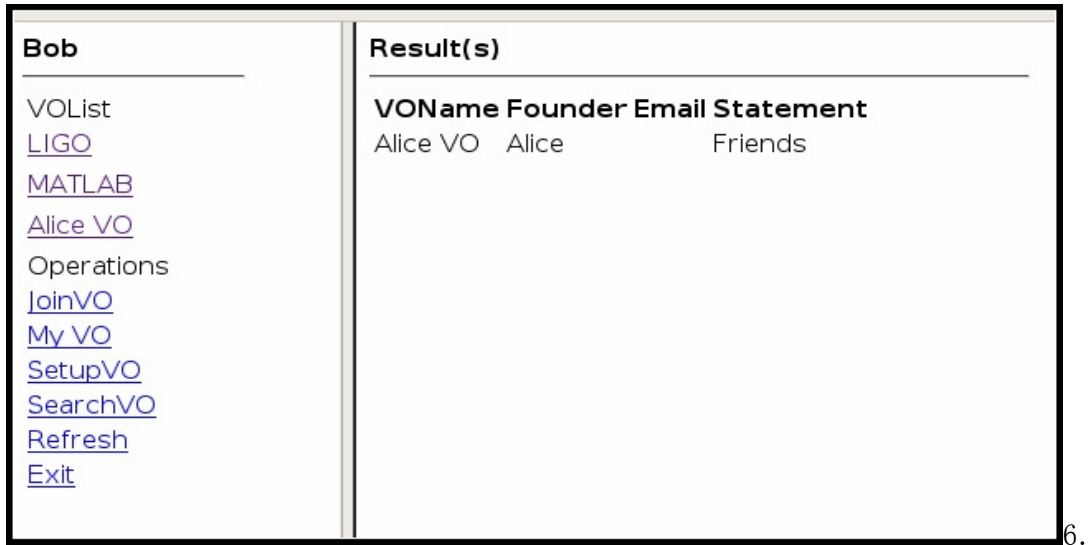 Bob
VOList
LIGO
MATLAB
Alice VO
Operations
JoinVO
My VO
SetupVO
SearchVO
Refresh
Exit
Result(s)
VOName Founder Email Statement
Alice VO Alice Friends
6.